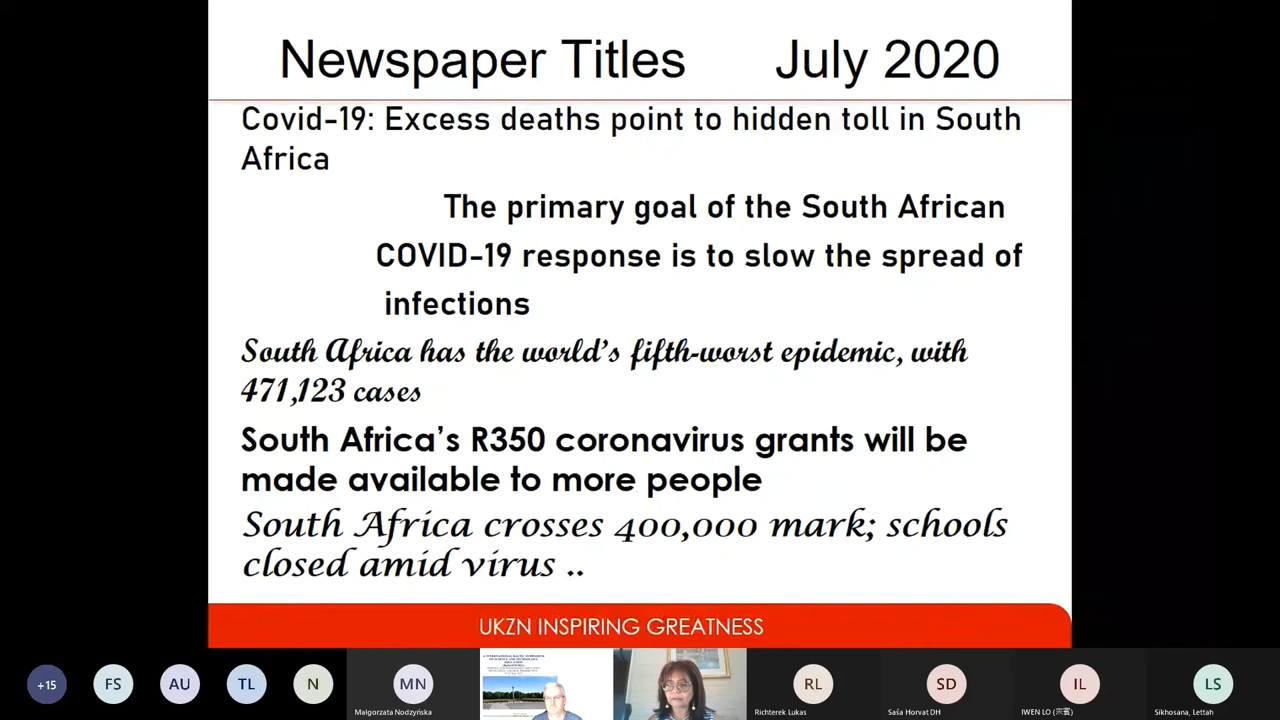 Newspaper Titles July 2020
Covid-19: Excess deaths point to hidden toll in South
Africa
The primary goal of the South African
COVID-19 response is to slow the spread of
infections
South Africa has the world's fifth-worst epidemic, with
471,123 cases
South Africa's R350 coronavirus grants will be
made available to more people
South Africa crosses 400,000 mark; schools
closed amid virus ..
UKZN INSPIRING GREATNESS
+15
FS
AU
TL
N
MN
RL
SD
IL
LS
Małgorzata Nodzyńska
Richterek Lukas
Saša Horvat DH
Sikhosana, Lettah